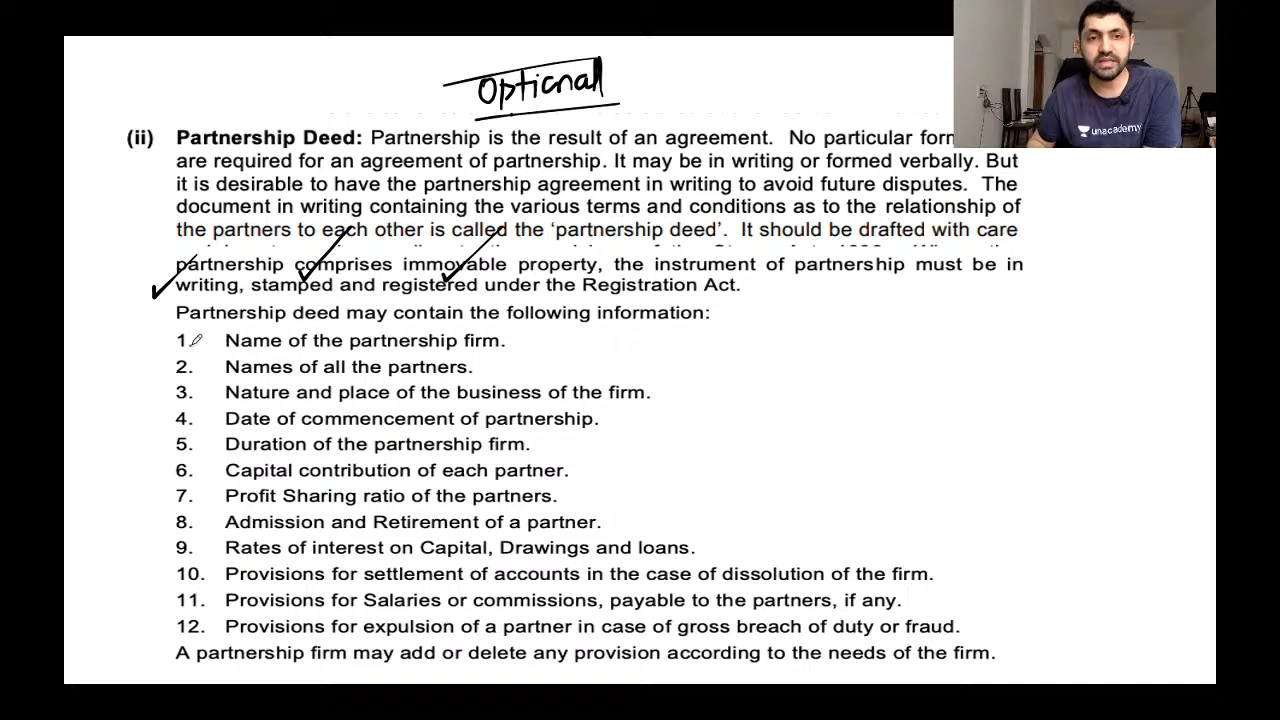 Optional
unacademy
(ii) Partnership Deed: Partnership is the result of an agreement. No particular
are required for an agreement of partnership. It may be in writing or formed verbally. But
it is desirable to have the partnership agreement in writing to avoid future disputes. The
document in writing containing the various terms and conditions as to the relationship of
the partners to each other is called the ‘partnership deed’. It should be drafted with care
partnership comprises immovable property, the instrument of partnership must be in
writing, stamped and registered under the Registration Act.
Partnership deed may contain the following information:
1. Name of the partnership firm.
2. Names of all the partners.
3. Nature and place of the business of the firm.
4. Date of commencement of partnership.
5. Duration of the partnership firm.
6. Capital contribution of each partner.
7. Profit Sharing ratio of the partners.
8. Admission and Retirement of a partner.
9. Rates of interest on Capital, Drawings and loans.
10. Provisions for settlement of accounts in the case of dissolution of the firm.
11. Provisions for Salaries or commissions, payable to the partners, if any.
12. Provisions for expulsion of a partner in case of gross breach of duty or fraud.
A partnership firm may add or delete any provision according to the needs of the firm.